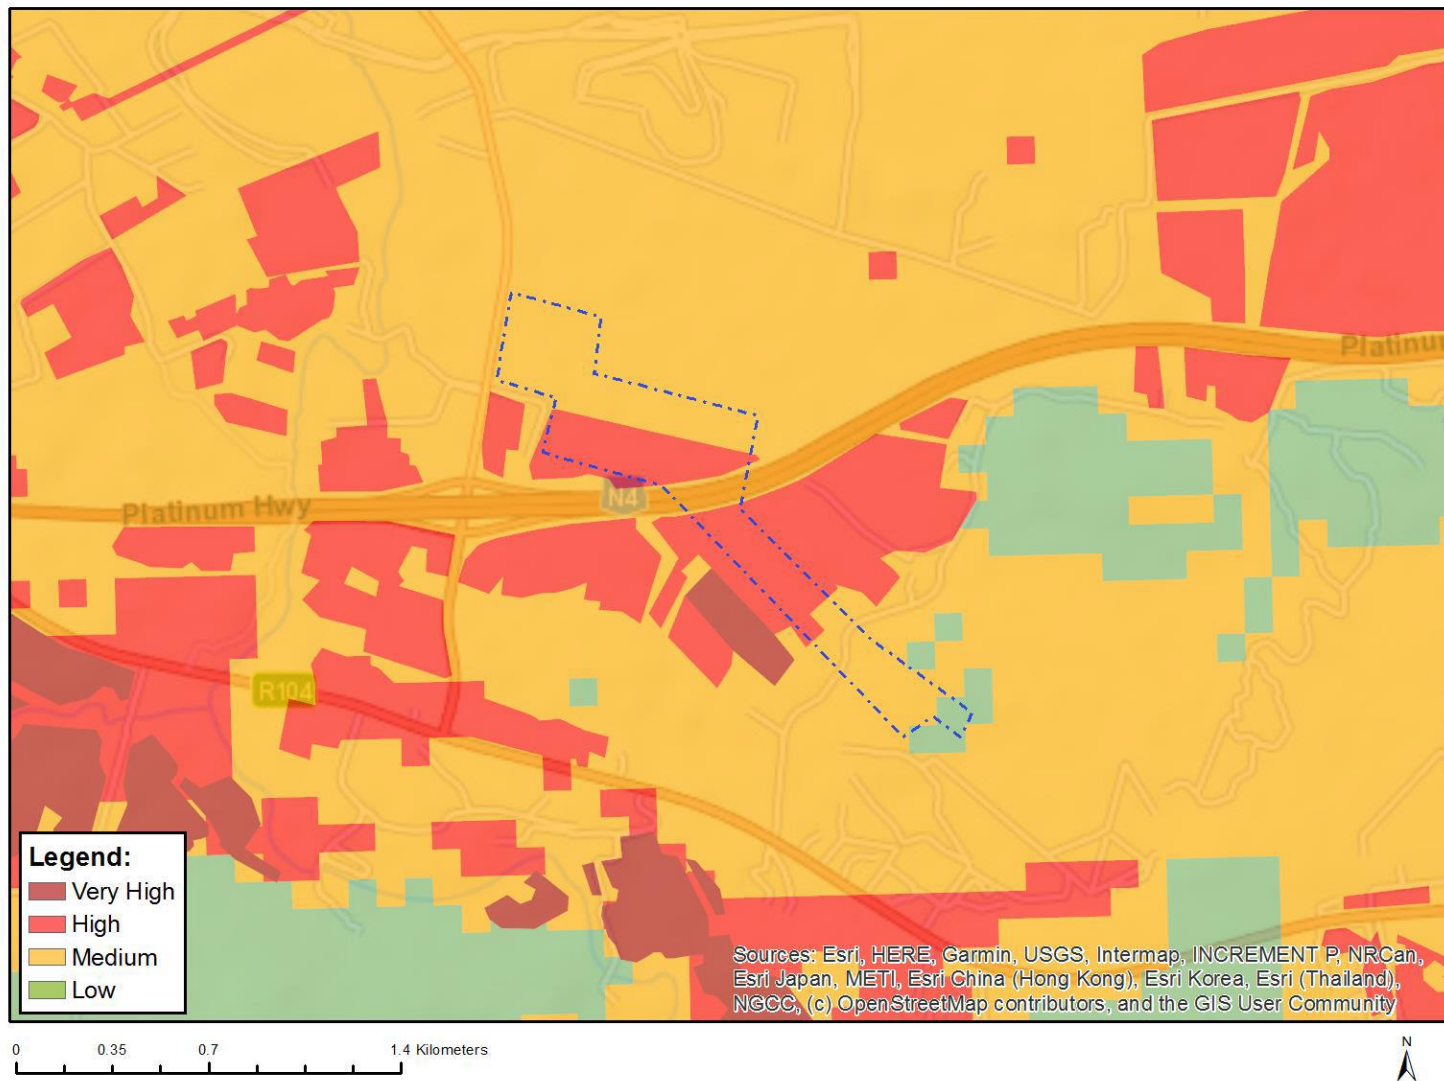 Platinu
Platinum Hwy
N4
R104
Legend:
Very High
High
Medium
Low
Sources: Esri, HERE, Garmin, USGS, Intermap, INCREMENT P, NRCan,
Esri Japan, METI, Esri China (Hong Kong), Esri Korea, Esri (Thailand),
NGCC, (c) OpenStreetMap contributors, and the GIS User Community
0 0.35 0.7 1.4 Kilometers
N